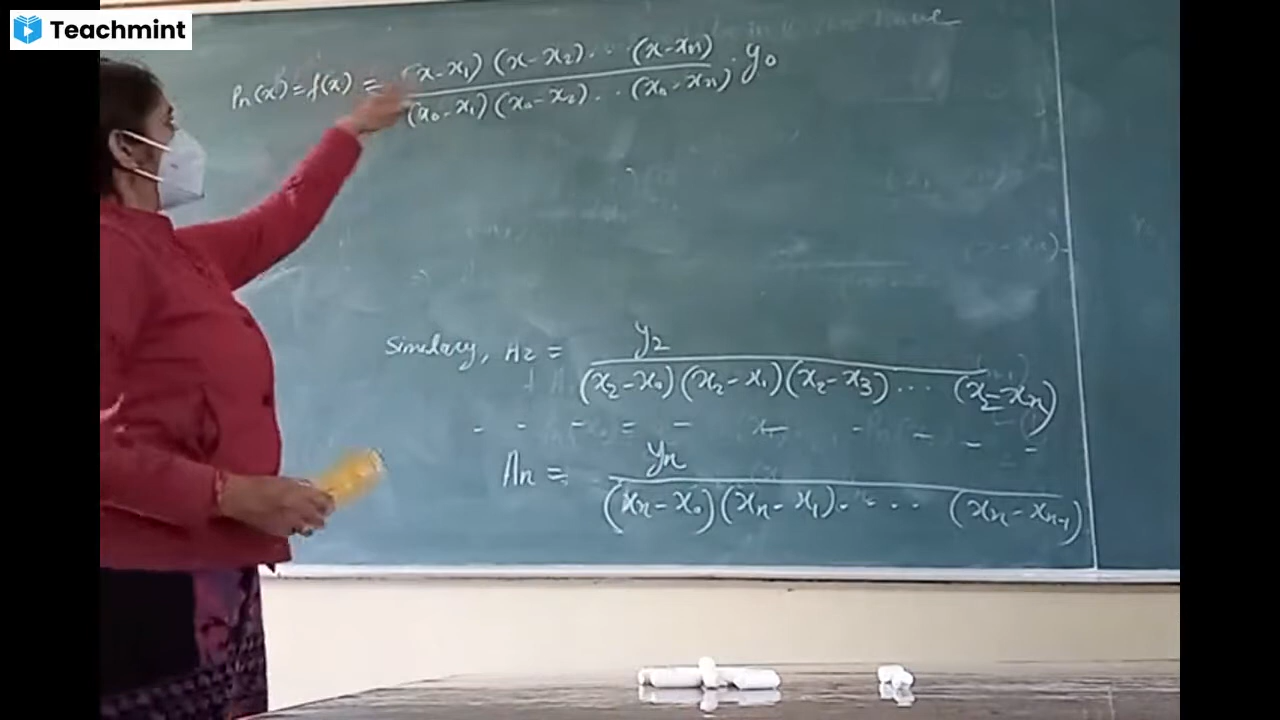 Teachmint
Pn(x) = f(x) = (x-x₁)(x-x₂)... (x-xn) / (x₀-x₁)(x₀-x₂)... (x₀-xn) . y₀
Simılary, A₂ = y₂ / (x₂-x₀)(x₂-x₁)(x₂-x₃)... (x₂-xn)
An = yn / (xn-x₀)(xn-x₁)..... (xn-xn-1)